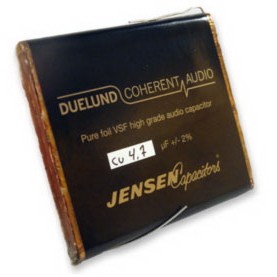 DUELUND COHERENT AUDIO
Pure foil VSF high grade audio capacitor
cu 4,7 µF +/- 2%
JENSEN Capacitors